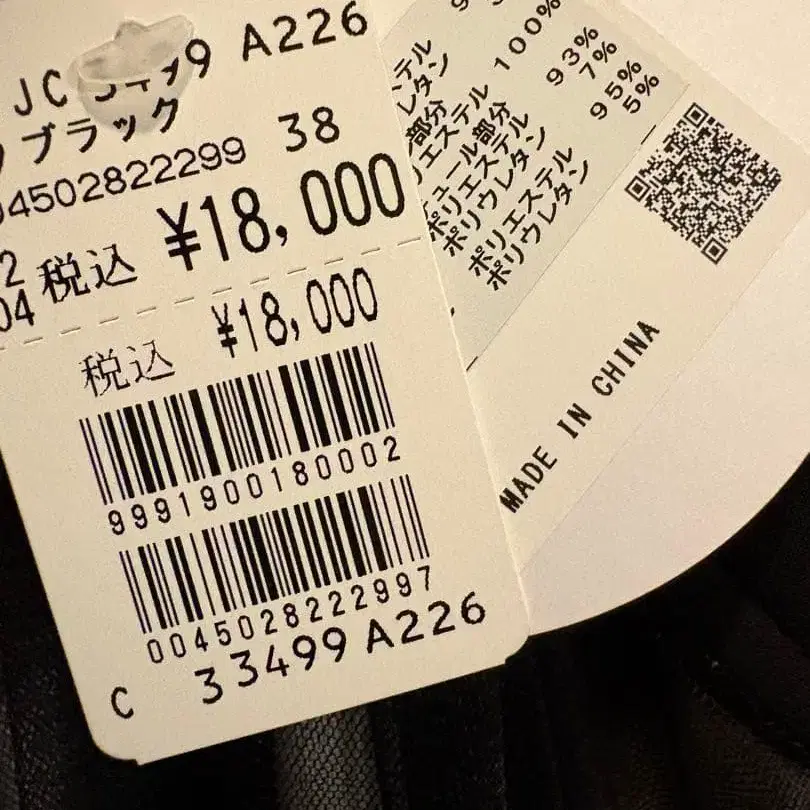 JC 3499 A226
ブラック
04502822299 38
税込 ¥18,000
04
税込 ¥18,000
9991900180002
0045028222997
C 33499 A226
ステル
レタン
部分 100%
リエステル
チュール部分 93%
ポリエステル 7%
ポリウレタン
ポリエステル 95%
ポリウレタン 5%
MADE IN CHINA